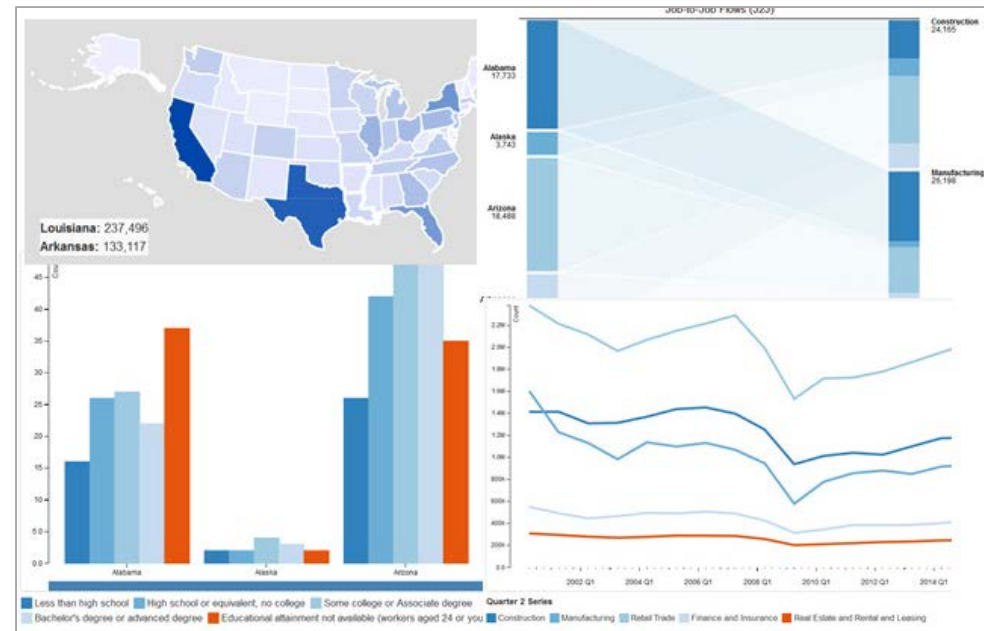 Job-to-Job Flows (J2J)
Louisiana: 237,496
Arkansas: 133,117
Alabama
17,733
Alaska
3,743
Arizona
Construction
24,165
Manufacturing
45
40
35
30
25
20
15
10
5.0
0.0
Alabama
Alaska
Arizona
Less than high school
High school or equivalent, no college
Some college or Associate degree
Bachelor's degree or advanced degree
Educational attainment not available (workers aged 24 or you
Count
2.2M
2.0M
1.8M
1.6M
1.4M
1.2M
1.0M
800k
600k
400k
200k
0.0
2002 Q1
2004 Q1
2006 Q1
2008 Q1
2010 Q1
2012 Q1
2014 Q1
Quarter 2 Series
Construction
Manufacturing
Retail Trade
Finance and Insurance
Real Estate and Rental and Leasing